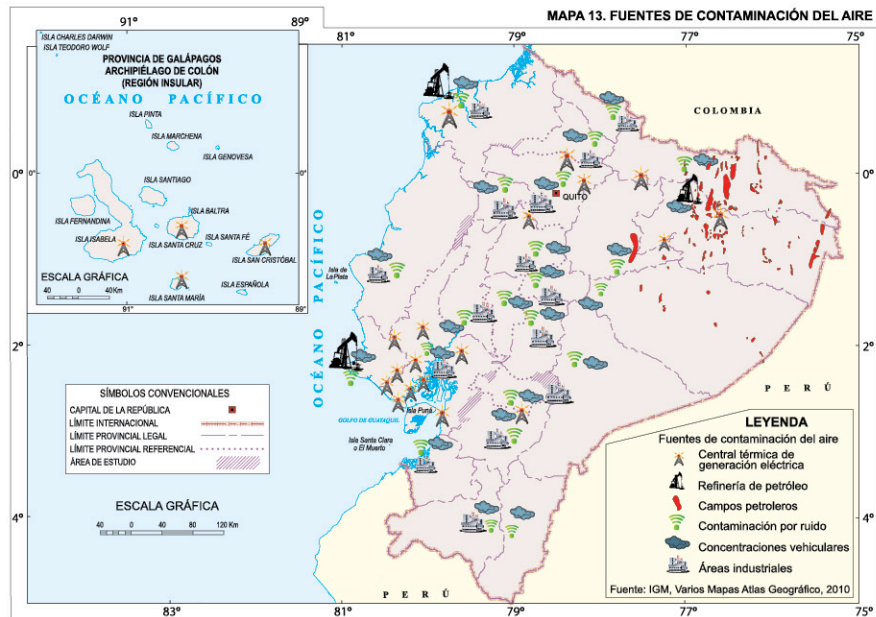 MAPA 13. FUENTES DE CONTAMINACIÓN DEL AIRE
91°
89°
81°
79°
77°
75°
ISLA CHARLES DARWIN
ISLA TEODORO WOLF
PROVINCIA DE GALÁPAGOS
ARCHIPIÉLAGO DE COLÓN
(REGIÓN INSULAR)
OCÉANO PACÍFICO
ISLA PINTA
ISLA MARCHENA
ISLA GENOVESA
0°
0°
0°
0°
ISLA SANTIAGO
ISLA BALTRA
ISLA FERNANDINA
ISLA ISABELA
ISLA SANTA CRUZ
ISLA SANTA FÉ
ISLA SAN CRISTÓBAL
ESCALA GRÁFICA
40 0 40Km
ISLA SANTA MARÍA
ISLA ESPAÑOLA
91°
89°
COLOMBIA
QUITO
OCÉANO PACÍFICO
Isla de
La Plata
2°
2°
Isla Puná
GOLFO DE GUAYAQUIL
Isla Santa Clara
o El Muerto
PERÚ
SÍMBOLOS CONVENCIONALES
CAPITAL DE LA REPÚBLICA
LÍMITE INTERNACIONAL
LÍMITE PROVINCIAL LEGAL
LÍMITE PROVINCIAL REFERENCIAL
ÁREA DE ESTUDIO
ESCALA GRÁFICA
40 0 40 80 120 Km
4°
4°
LEYENDA
Fuentes de contaminación del aire
Central térmica de
generación eléctrica
Refinería de petróleo
Campos petroleros
Contaminación por ruido
Concentraciones vehiculares
Áreas industriales
Fuente: IGM, Varios Mapas Atlas Geográfico, 2010
PERÚ
83°
81°
79°
77°
75°